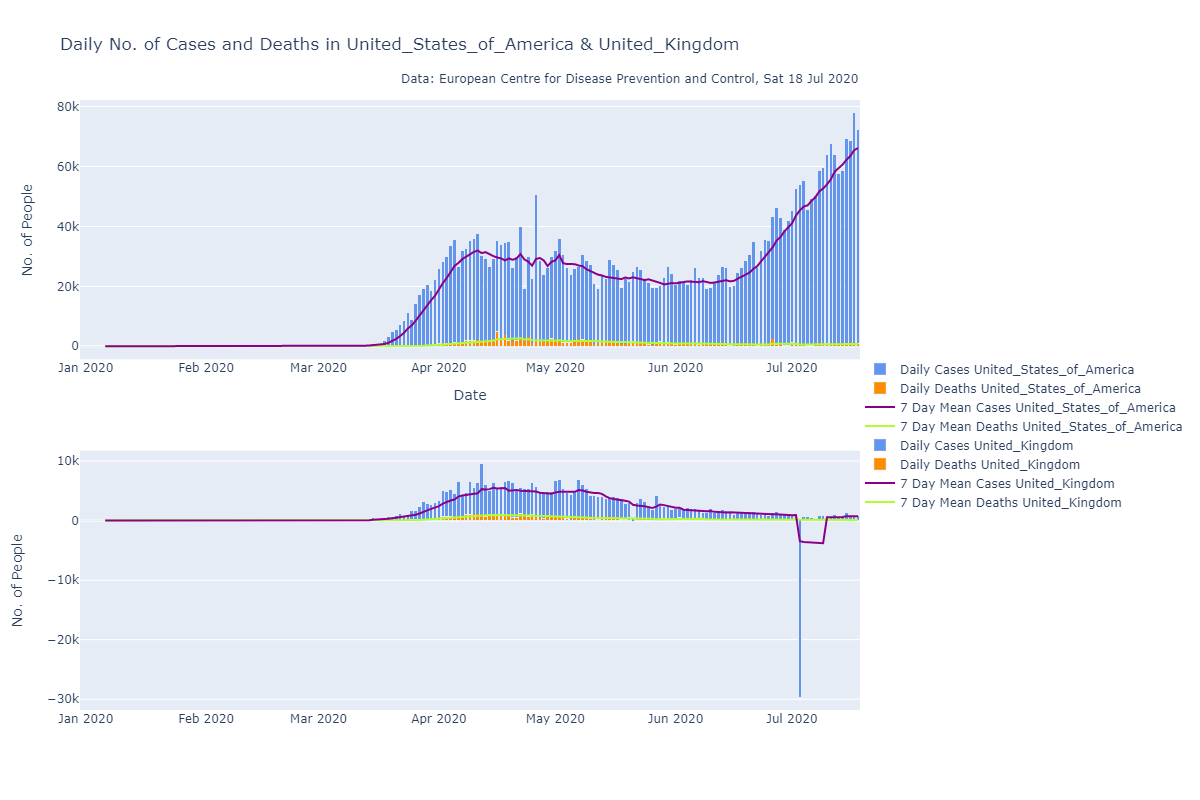 Daily No. of Cases and Deaths in United_States_of_America & United_Kingdom
Data: European Centre for Disease Prevention and Control, Sat 18 Jul 2020
80k
60k
40k
20k
0
No. of People
Jan 2020 Feb 2020 Mar 2020 Apr 2020 May 2020 Jun 2020 Jul 2020
Date
Daily Cases United_States_of_America
Daily Deaths United_States_of_America
7 Day Mean Cases United_States_of_America
7 Day Mean Deaths United_States_of_America
Daily Cases United_Kingdom
Daily Deaths United_Kingdom
7 Day Mean Cases United_Kingdom
7 Day Mean Deaths United_Kingdom
10k
0
−10k
−20k
−30k
No. of People
Jan 2020 Feb 2020 Mar 2020 Apr 2020 May 2020 Jun 2020 Jul 2020